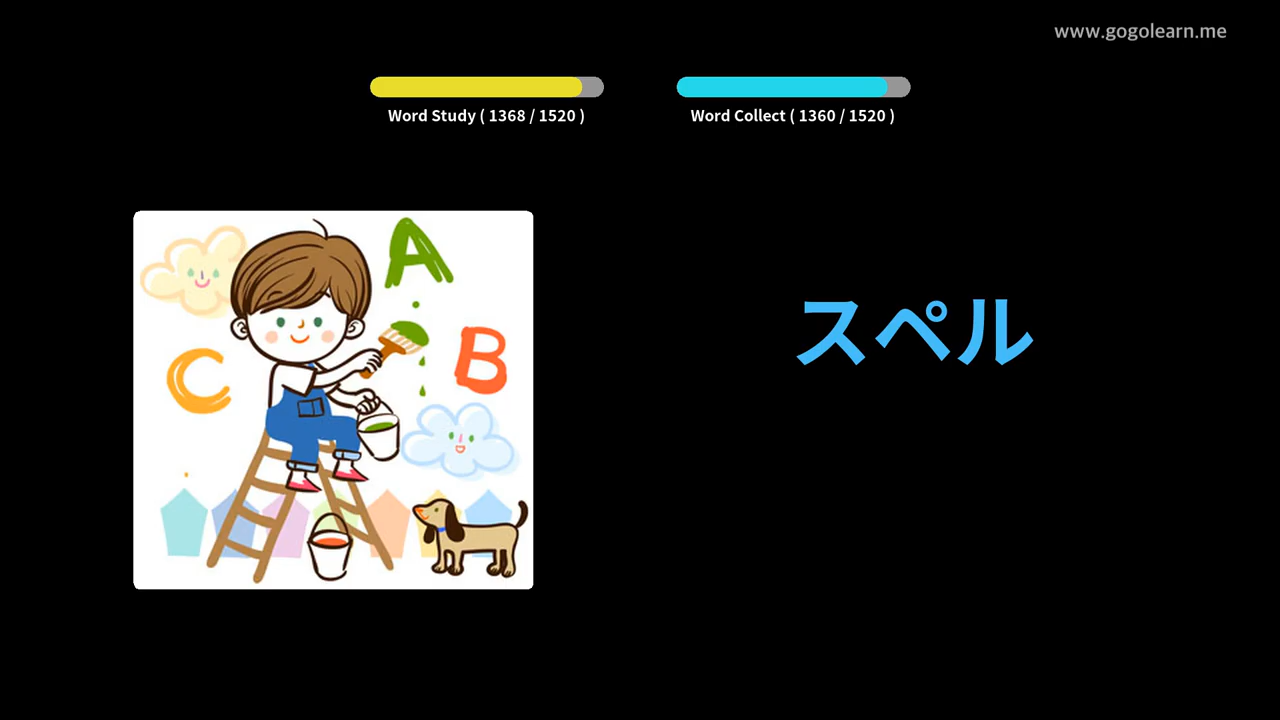 www.gogolearn.me
Word Study ( 1368 / 1520 )
Word Collect ( 1360 / 1520 )
A
B
C
スペル